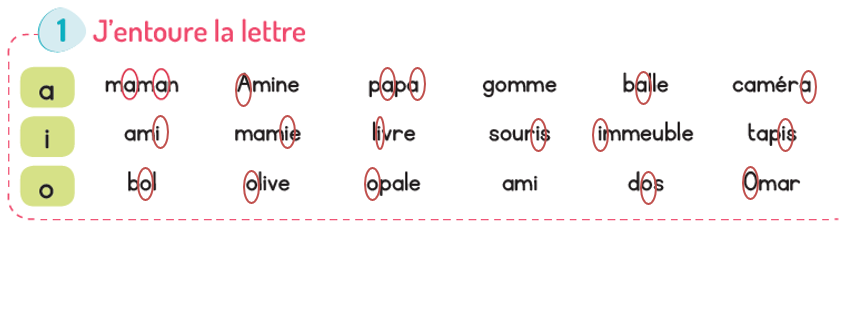 1 J'entoure la lettre
a maman Amine papa gomme balle caméra
i ami mamie livre souris immeuble tapis
o bol olive opale ami dos Omar